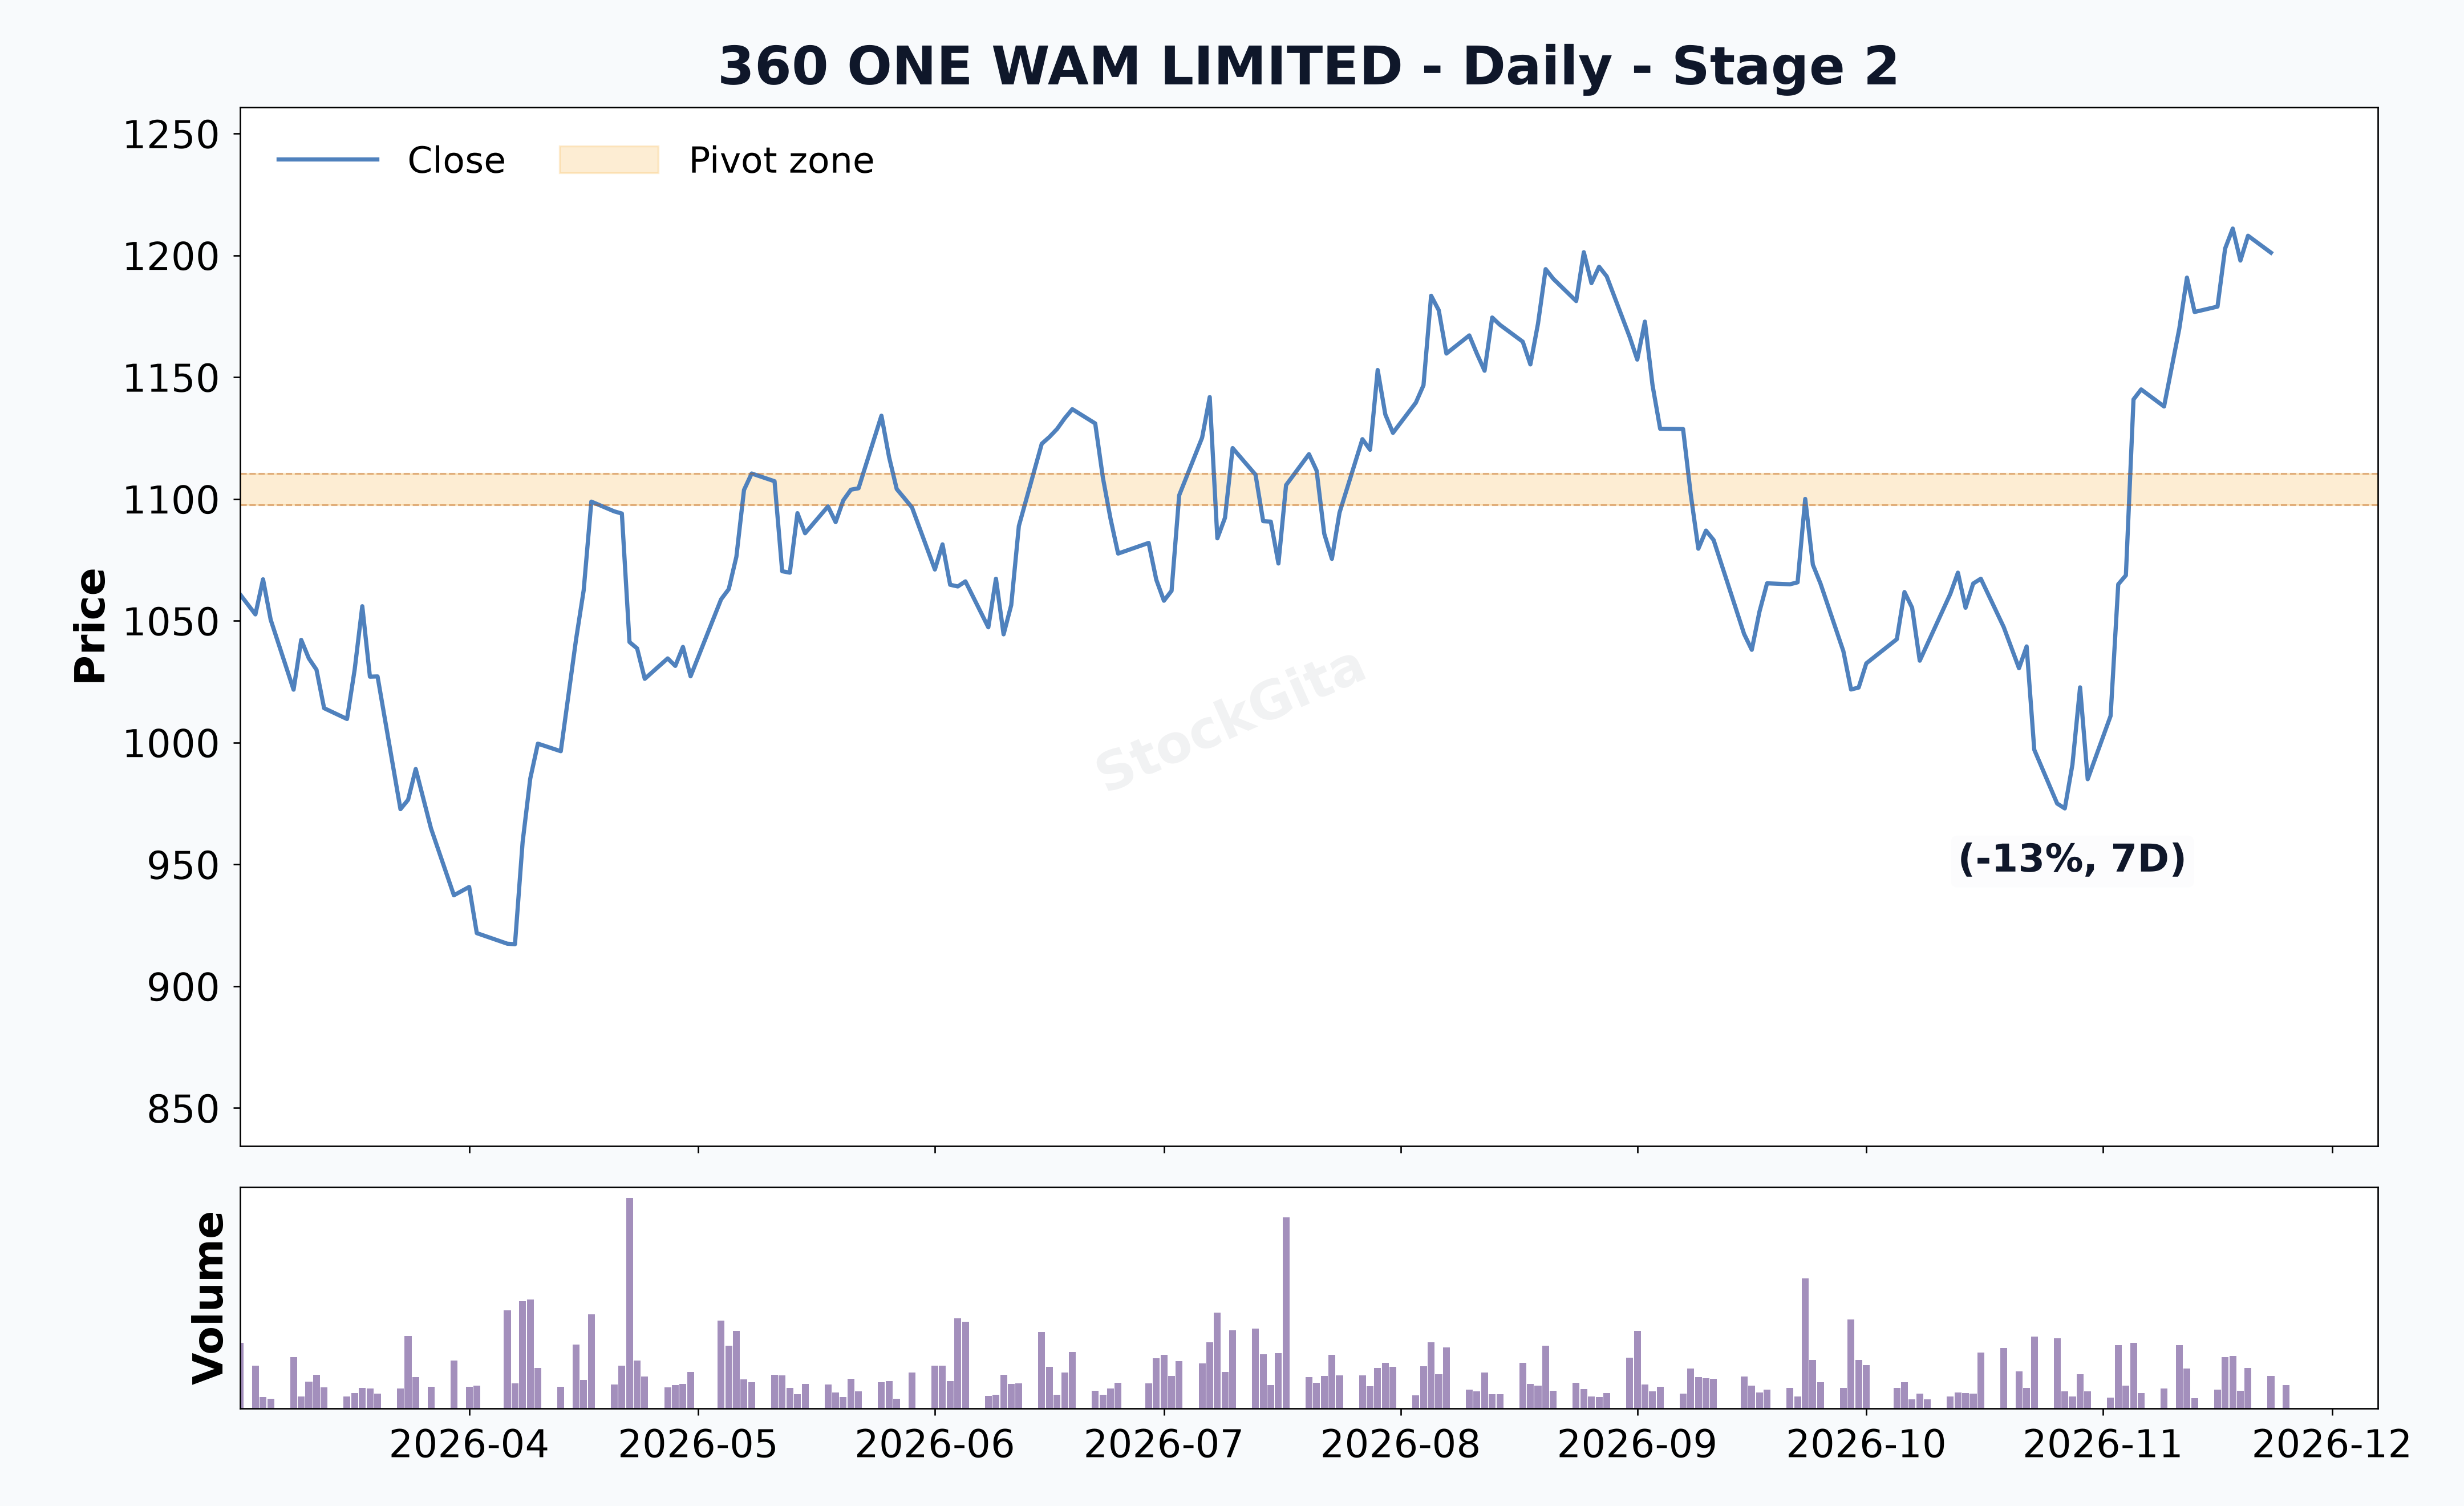 360 ONE WAM LIMITED - Daily - Stage 2
Close
Pivot zone
1250
1200
1150
1100
1050
1000
950
900
850
Price
StockGita
(-13%, 7D)
Volume
2026-04
2026-05
2026-06
2026-07
2026-08
2026-09
2026-10
2026-11
2026-12